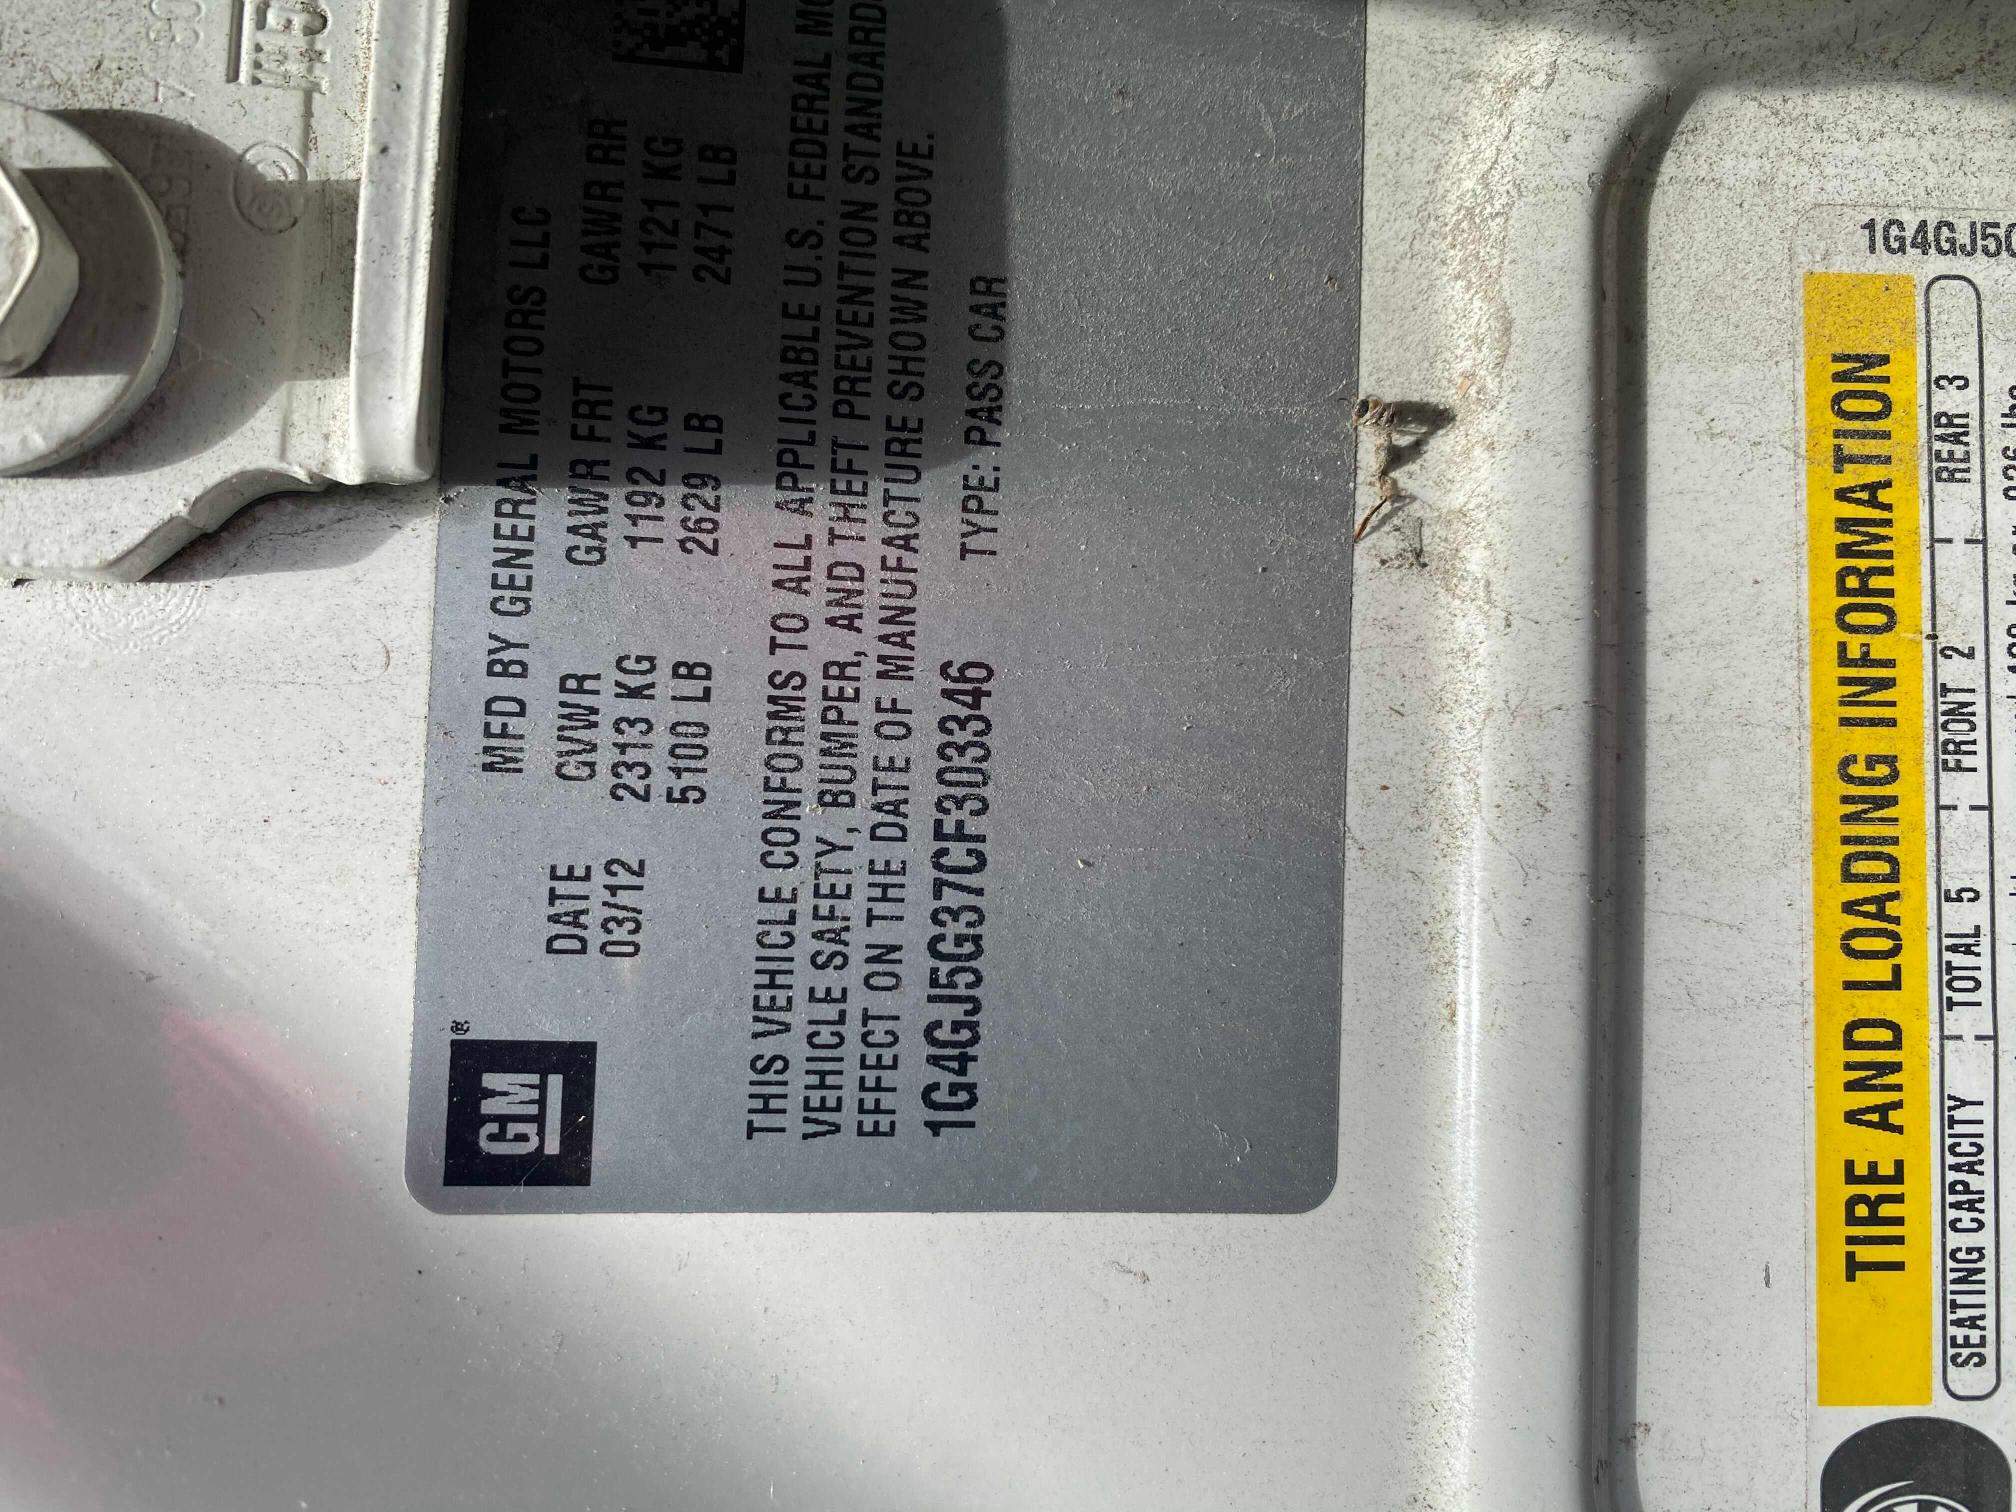 GM
®
MFD BY GENERAL MOTORS LLC
DATE GVWR GAWR FRT GAWR RR
03/12 2313 KG 1192 KG 1121 KG
5100 LB 2629 LB 2471 LB
THIS VEHICLE CONFORMS TO ALL APPLICABLE U.S. FEDERAL MO
VEHICLE SAFETY, BUMPER, AND THEFT PREVENTION STANDARD
EFFECT ON THE DATE OF MANUFACTURE SHOWN ABOVE.
1G4GJ5G37CF303346 TYPE: PASS CAR
1G4GJ5G
TIRE AND LOADING INFORMATION
SEATING CAPACITY TOTAL 5 FRONT 2 REAR 3